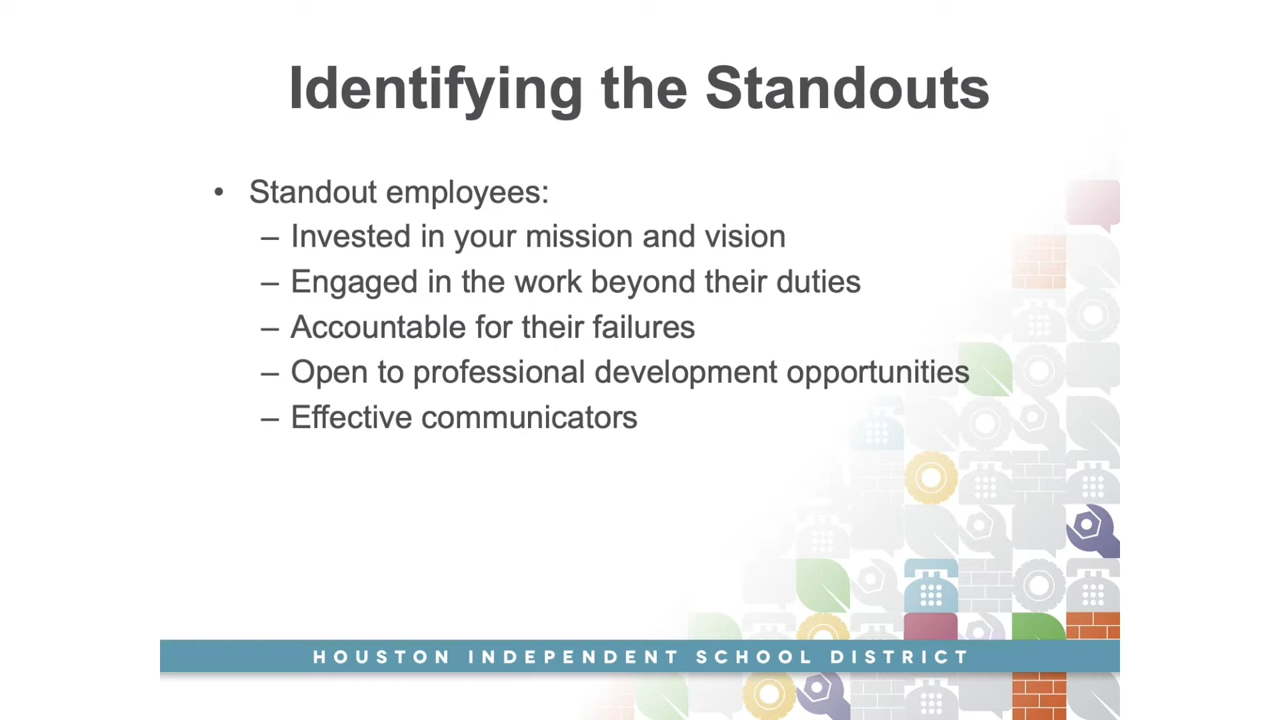 Identifying the Standouts
• Standout employees:
– Invested in your mission and vision
– Engaged in the work beyond their duties
– Accountable for their failures
– Open to professional development opportunities
– Effective communicators
HOUSTON INDEPENDENT SCHOOL DISTRICT